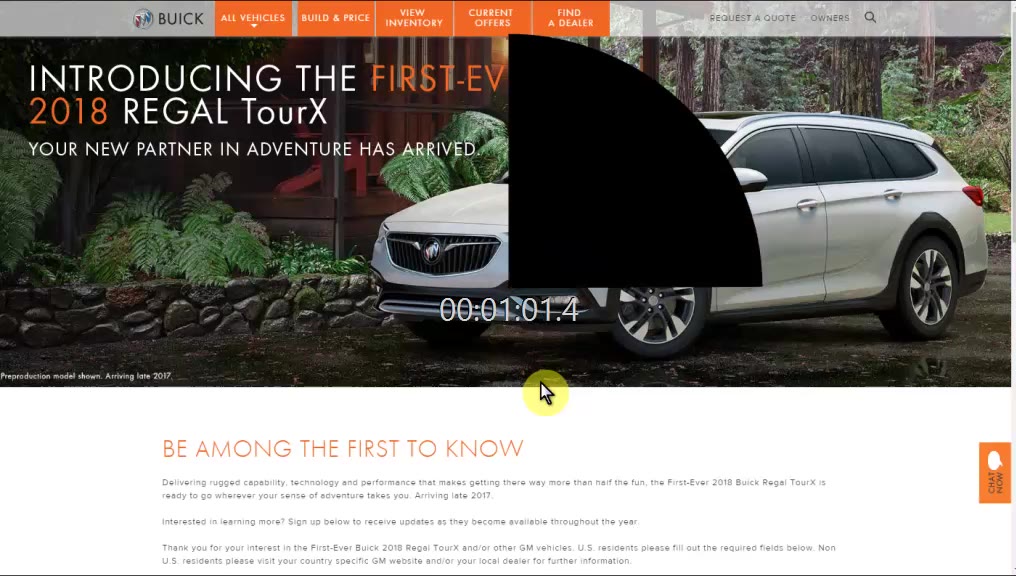 BUICK
ALL VEHICLES
BUILD & PRICE
VIEW
INVENTORY
CURRENT
OFFERS
FIND
A DEALER
REQUEST A QUOTE
OWNERS
INTRODUCING THE FIRST-EV
2018 REGAL TourX
YOUR NEW PARTNER IN ADVENTURE HAS ARRIVED.
00:01:01.4
Preproduction model shown. Arriving late 2017.
BE AMONG THE FIRST TO KNOW
Delivering rugged capability, technology and performance that makes getting there way more than half the fun, the First-Ever 2018 Buick Regal TourX is
ready to go wherever your sense of adventure takes you. Arriving late 2017.
Interested in learning more? Sign up below to receive updates as they become available throughout the year.
Thank you for your interest in the First-Ever Buick 2018 Regal TourX and/or other GM vehicles. U.S. residents please fill out the required fields below. Non
U.S. residents please visit your country specific GM website and/or your local dealer for further information.
CHAT
NOW